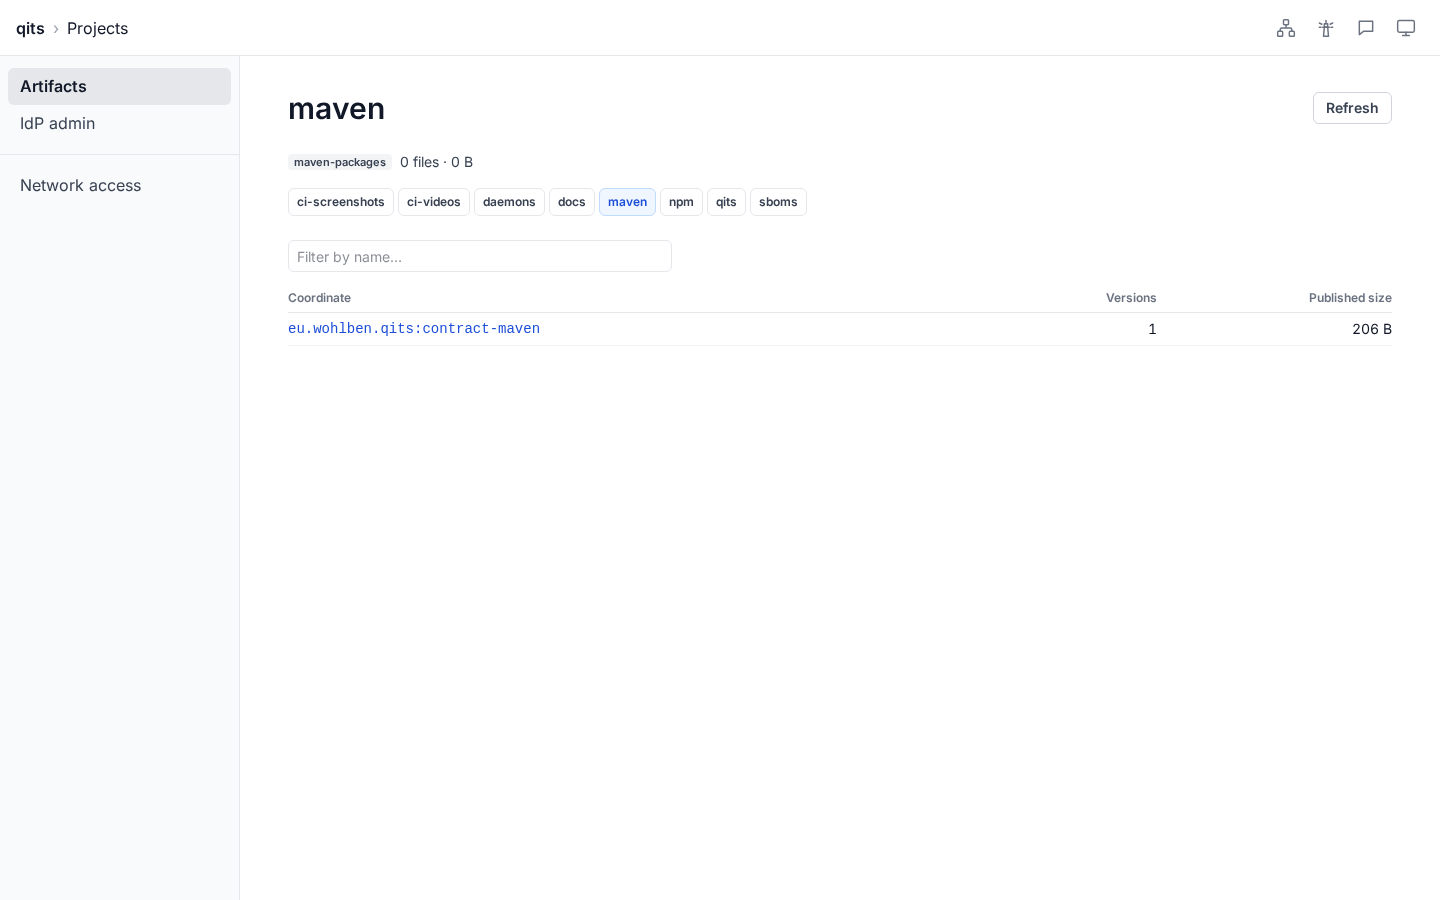 qits › Projects
Artifacts
IdP admin
Network access
maven
Refresh
maven-packages 0 files · 0 B
ci-screenshots ci-videos daemons docs maven npm qits sboms
Filter by name...
Coordinate Versions Published size
eu.wohlben.qits:contract-maven 1 206 B